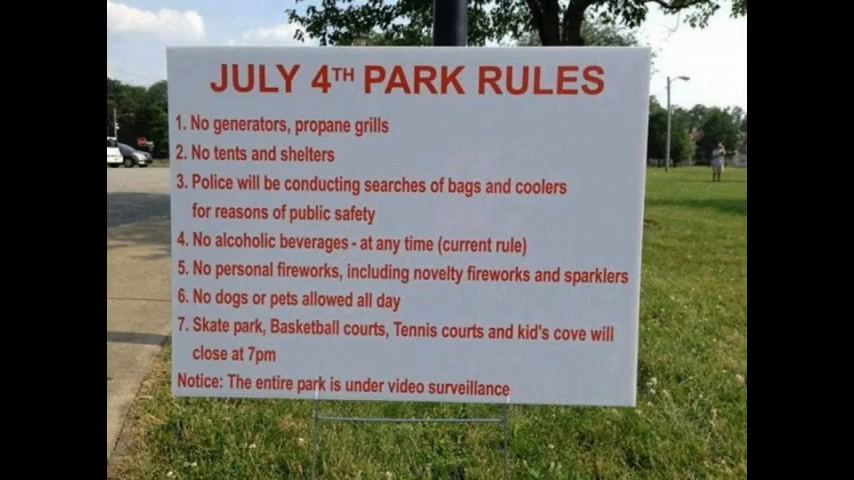 JULY 4TH PARK RULES
1. No generators, propane grills
2. No tents and shelters
3. Police will be conducting searches of bags and coolers
for reasons of public safety
4. No alcoholic beverages - at any time (current rule)
5. No personal fireworks, including novelty fireworks and sparklers
6. No dogs or pets allowed all day
7. Skate park, Basketball courts, Tennis courts and kid's cove will
close at 7pm
Notice: The entire park is under video surveillance